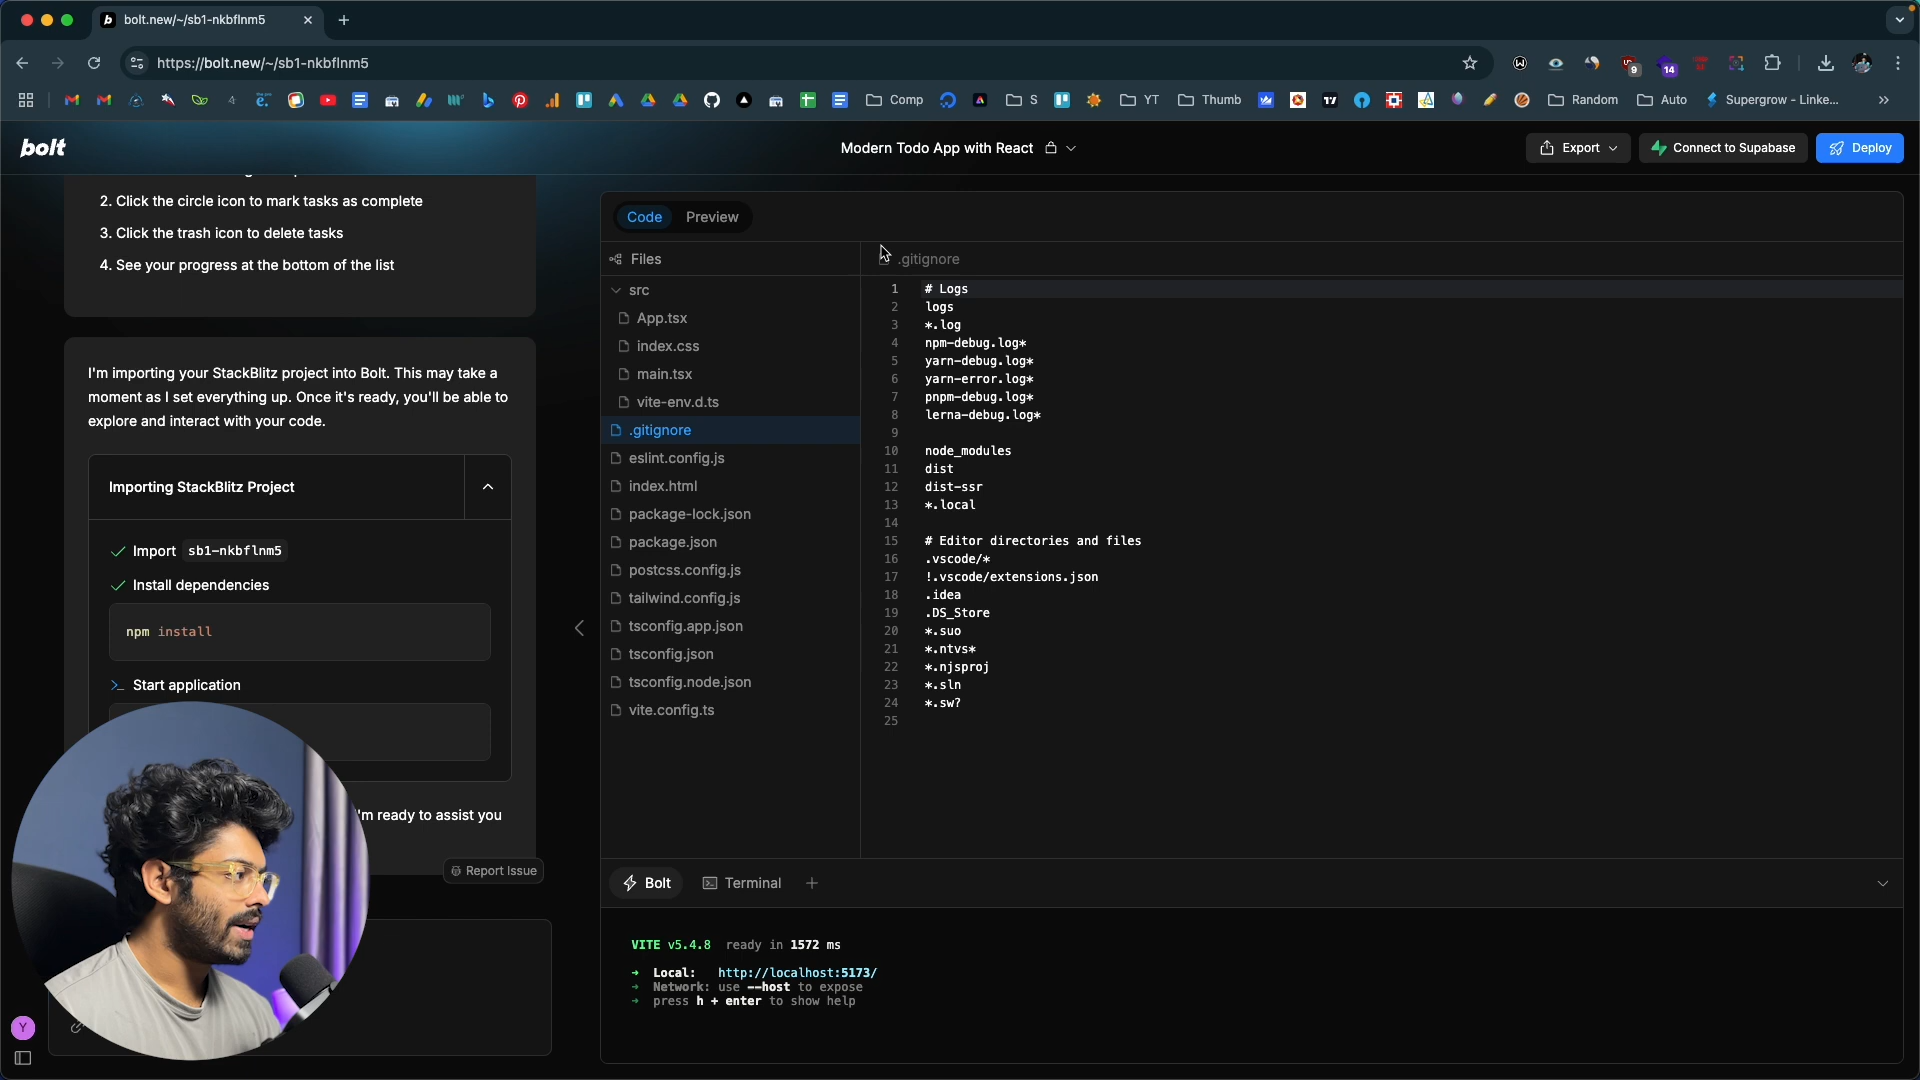 bolt.new/~/sb1-nkbflnm5
https://bolt.new/~/sb1-nkbflnm5
9
14
Comp
S
YT
Thumb
Random
Auto
Supergrow - Linke...
bolt
Modern Todo App with React
Export
Connect to Supabase
Deploy
2. Click the circle icon to mark tasks as complete
3. Click the trash icon to delete tasks
4. See your progress at the bottom of the list
I'm importing your StackBlitz project into Bolt. This may take a
moment as I set everything up. Once it's ready, you'll be able to
explore and interact with your code.
Importing StackBlitz Project
Import sb1-nkbflnm5
Install dependencies
npm install
Start application
'm ready to assist you
Report Issue
Y
Code
Preview
Files
src
App.tsx
index.css
main.tsx
vite-env.d.ts
.gitignore
eslint.config.js
index.html
package-lock.json
package.json
postcss.config.js
tailwind.config.js
tsconfig.app.json
tsconfig.json
tsconfig.node.json
vite.config.ts
.gitignore
1 # Logs
2 logs
3 *.log
4 npm-debug.log*
5 yarn-debug.log*
6 yarn-error.log*
7 pnpm-debug.log*
8 lerna-debug.log*
9
10 node_modules
11 dist
12 dist-ssr
13 *.local
14
15 # Editor directories and files
16 .vscode/*
17 !.vscode/extensions.json
18 .idea
19 .DS_Store
20 *.suo
21 *.ntvs*
22 *.njsproj
23 *.sln
24 *.sw?
25
Bolt
Terminal
VITE v5.4.8 ready in 1572 ms
➜ Local: http://localhost:5173/
➜ Network: use --host to expose
➜ press h + enter to show help